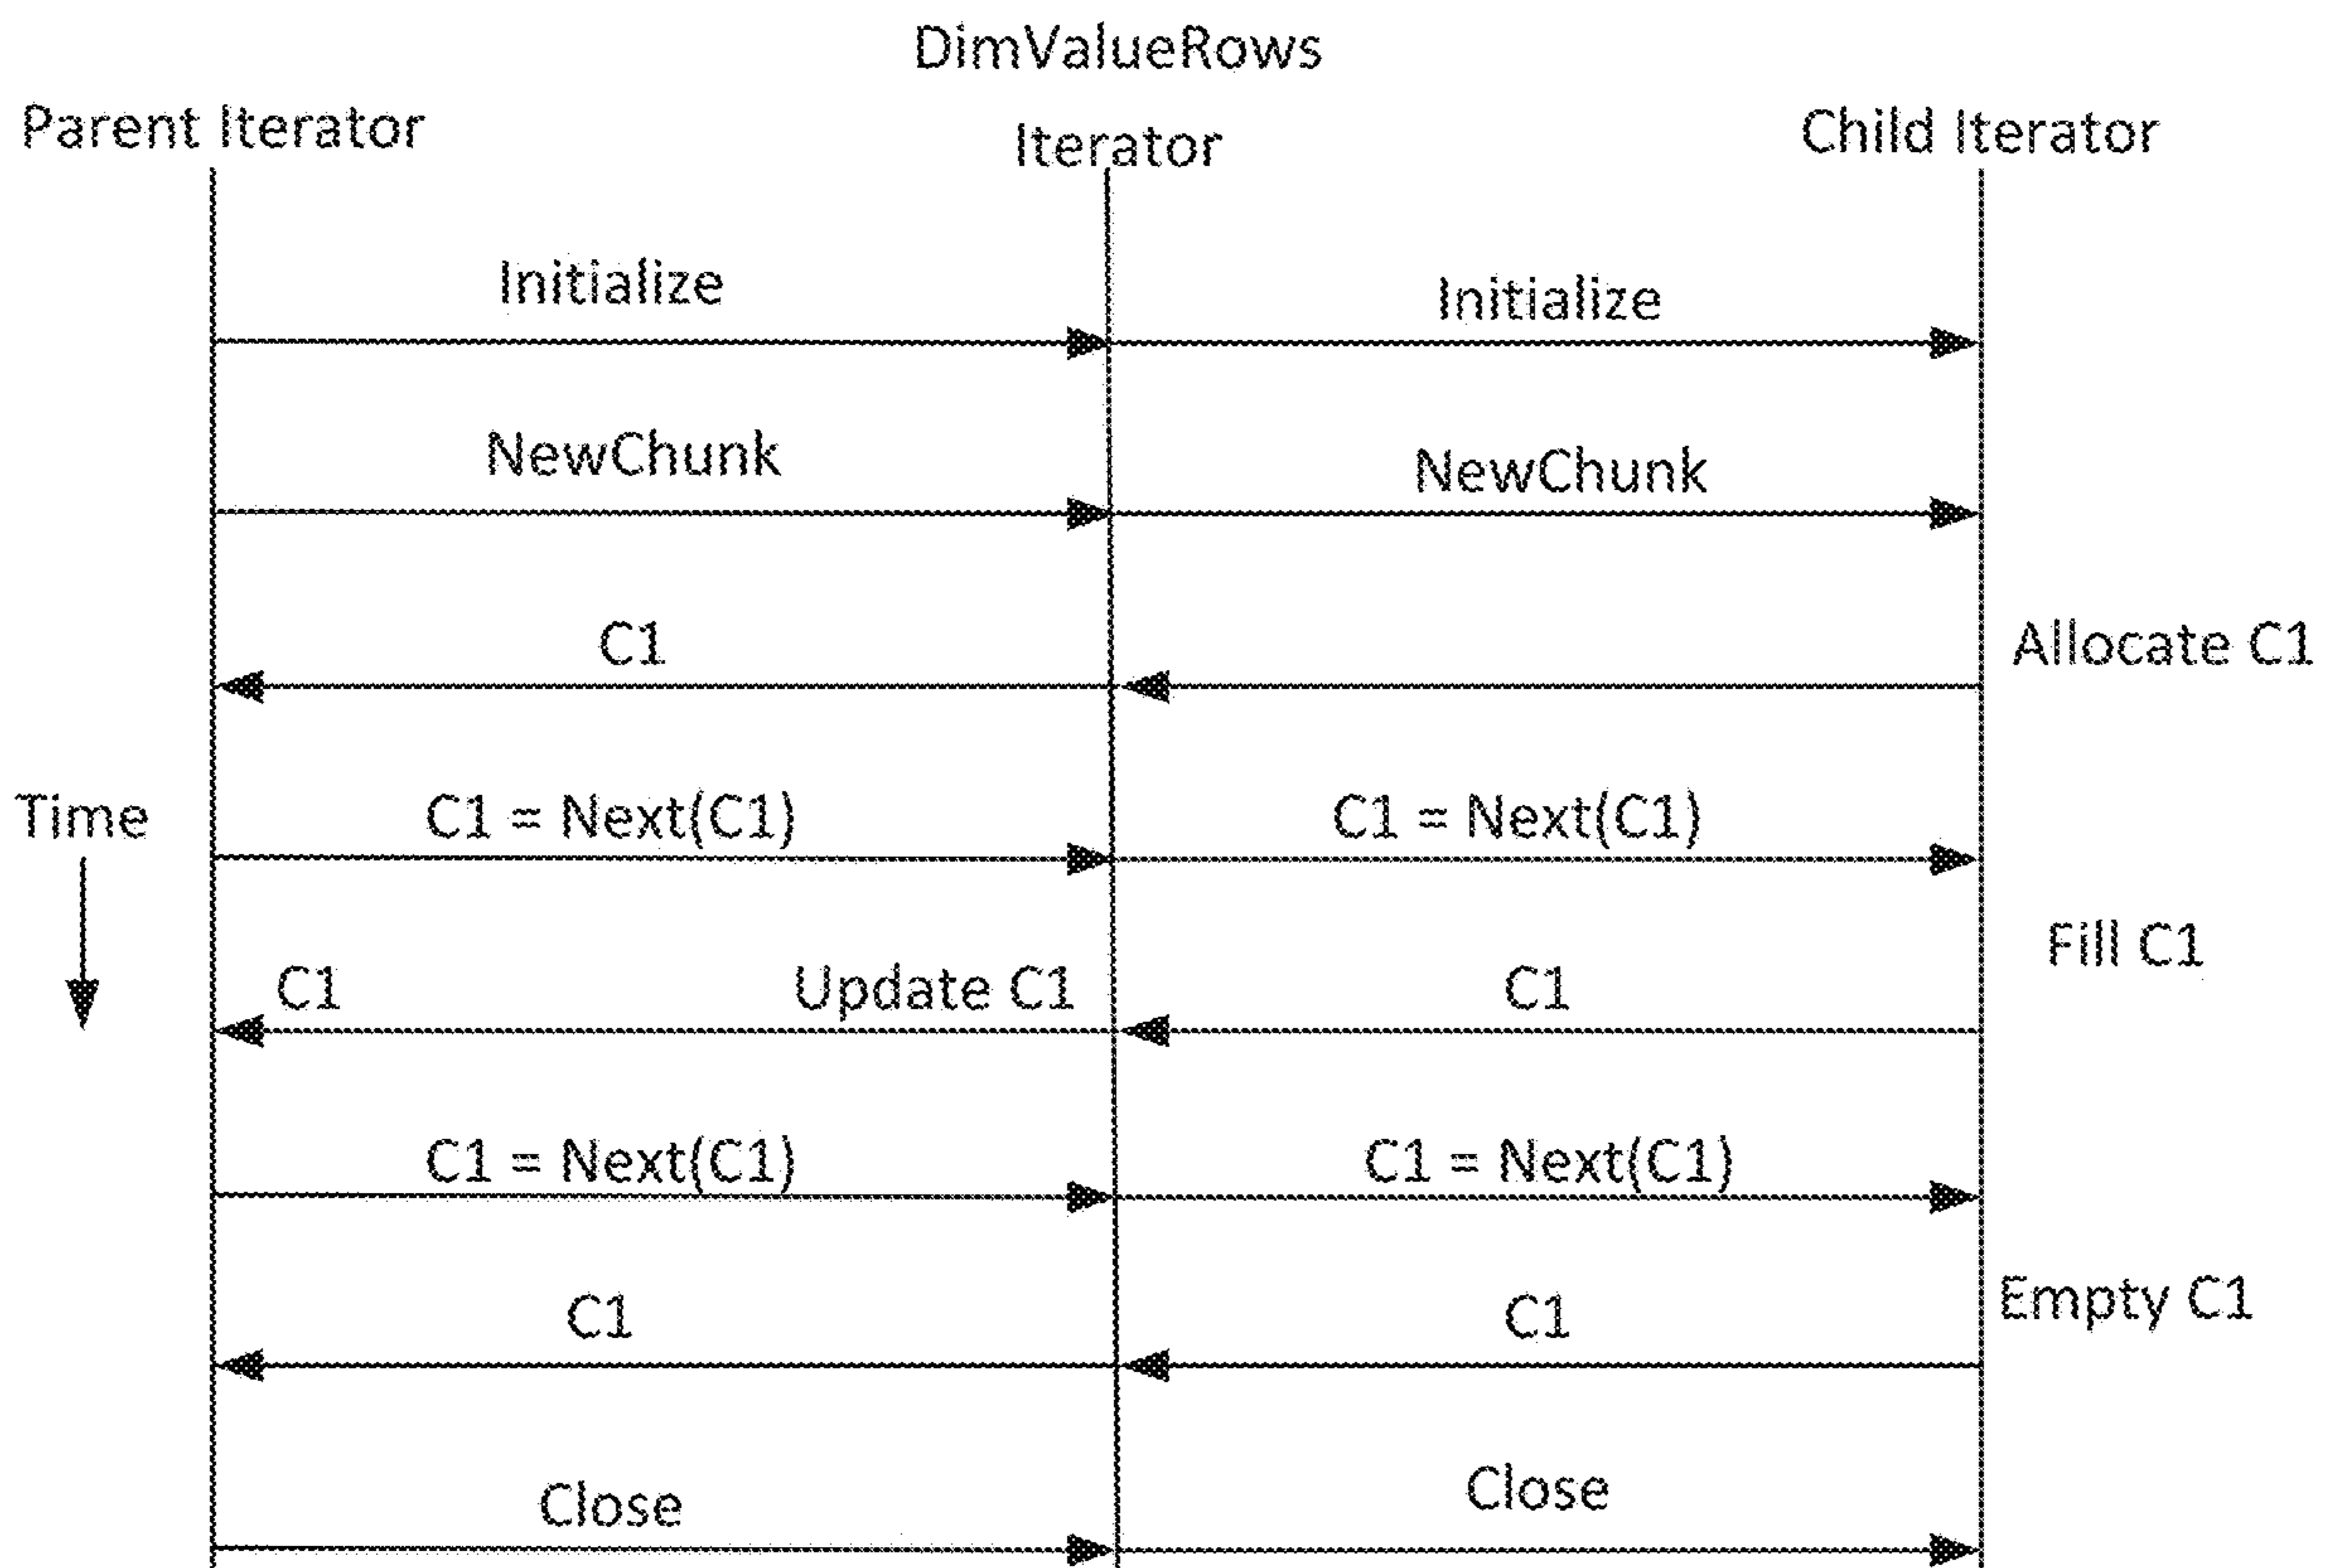 DimValueRows
Parent Iterator
Iterator
Child Iterator
Initialize
Initialize
NewChunk
NewChunk
C1
Allocate C1
Time
C1 = Next(C1)
C1 = Next(C1)
Fill C1
C1
Update C1
C1
C1 = Next(C1)
C1 = Next(C1)
C1
C1
Empty C1
Close
Close